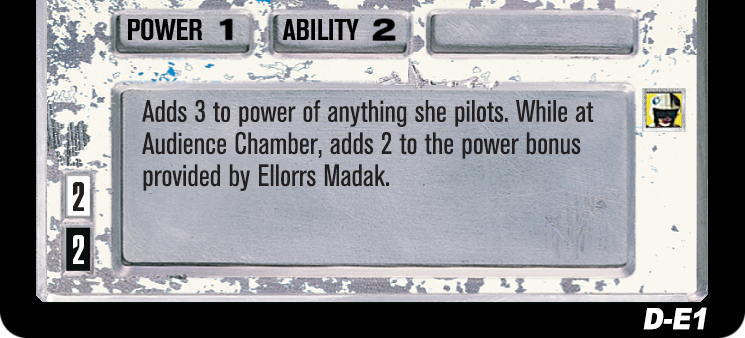 POWER 1 ABILITY 2
Adds 3 to power of anything she pilots. While at
Audience Chamber, adds 2 to the power bonus
provided by Ellorrs Madak.
2
2
D-E1